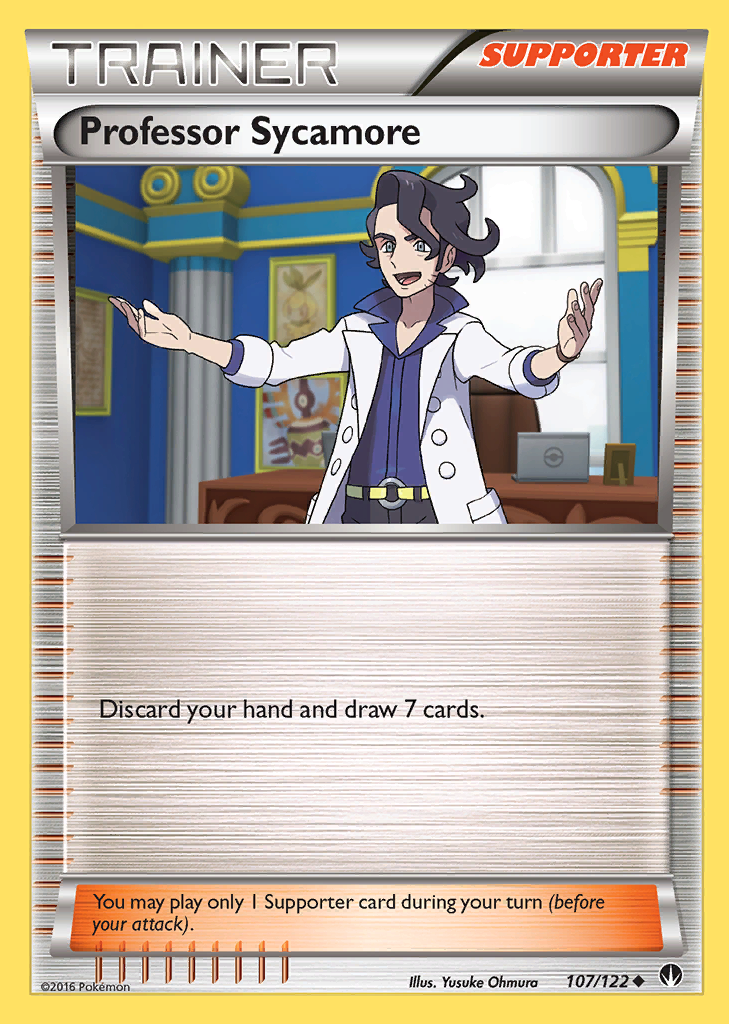 TRAINER
SUPPORTER
Professor Sycamore
Discard your hand and draw 7 cards.
You may play only 1 Supporter card during your turn (before
your attack).
©2016 Pokémon
Illus. Yusuke Ohmura
107/122